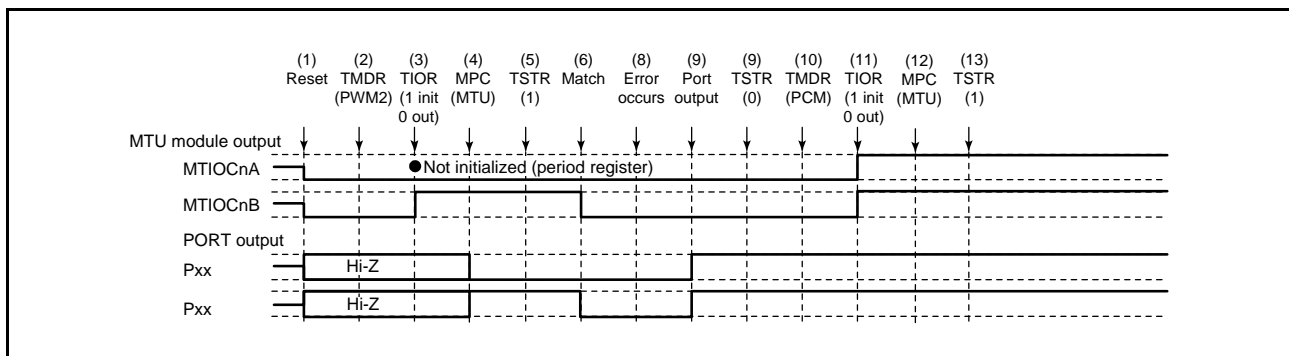 (1) (2) (3) (4) (5) (6) (8) (9) (9) (10) (11) (12) (13)
Reset TMDR TIOR MPC TSTR Match Error Port TSTR TMDR TIOR MPC TSTR
(PWM2) (1 init (MTU) (1) occurs output (0) (PCM) (1 init (MTU) (1)
0 out) 0 out)
MTU module output
MTIOCnA Not initialized (period register)
MTIOCnB
PORT output
Pxx Hi-Z
Pxx Hi-Z